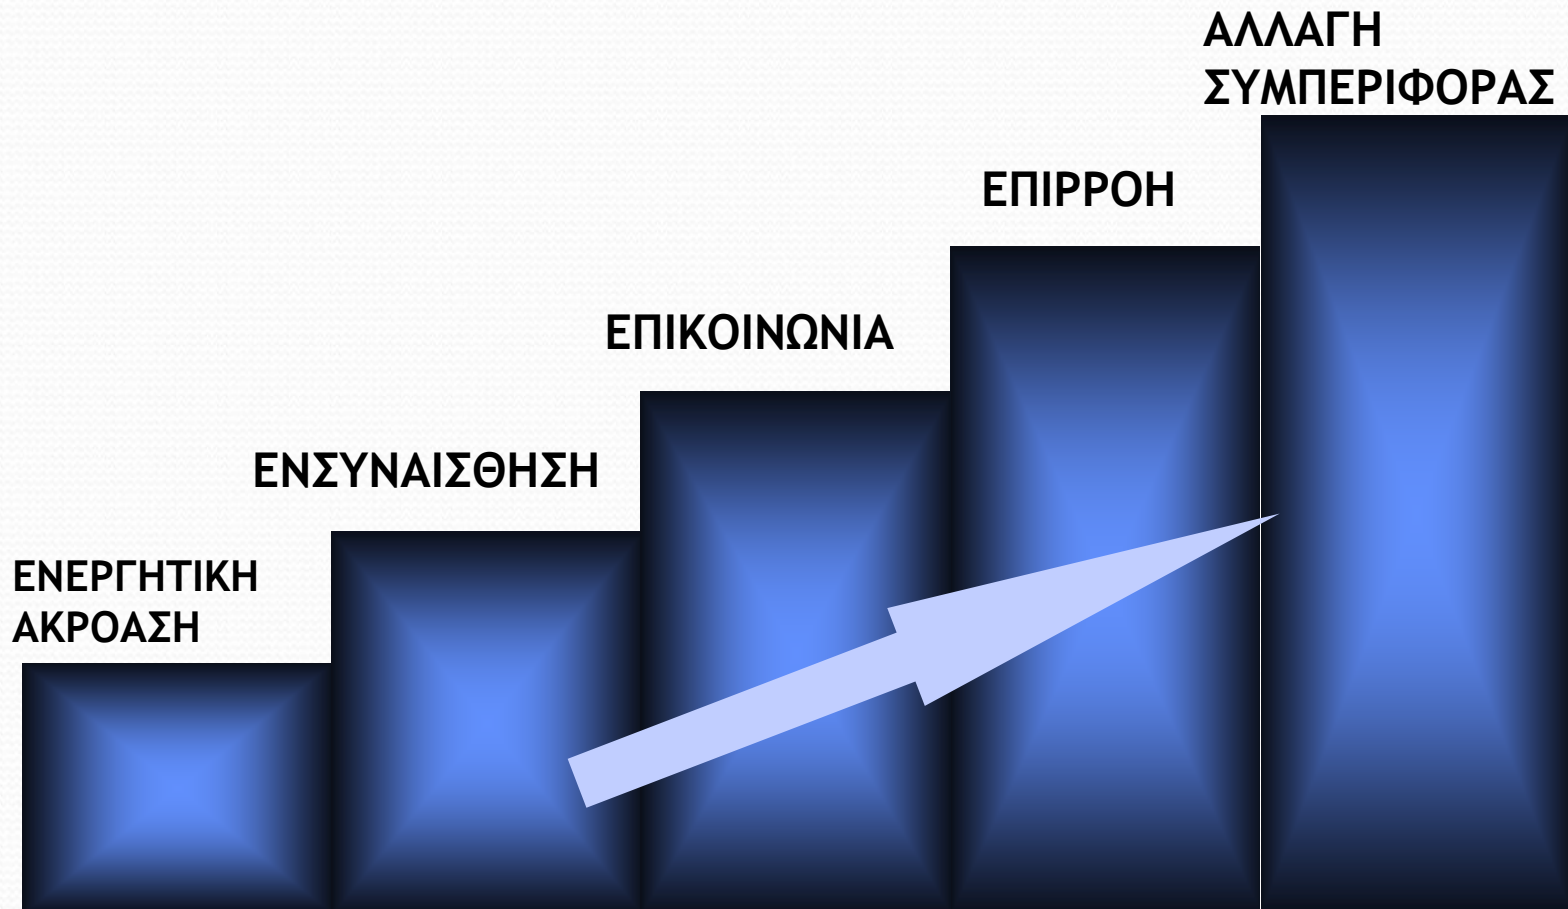 ΑΛΛΑΓΗ
ΣΥΜΠΕΡΙΦΟΡΑΣ
ΕΠΙΡΡΟΗ
ΕΠΙΚΟΙΝΩΝΙΑ
ΕΝΣΥΝΑΙΣΘΗΣΗ
ΕΝΕΡΓΗΤΙΚΗ
ΑΚΡΟΑΣΗ